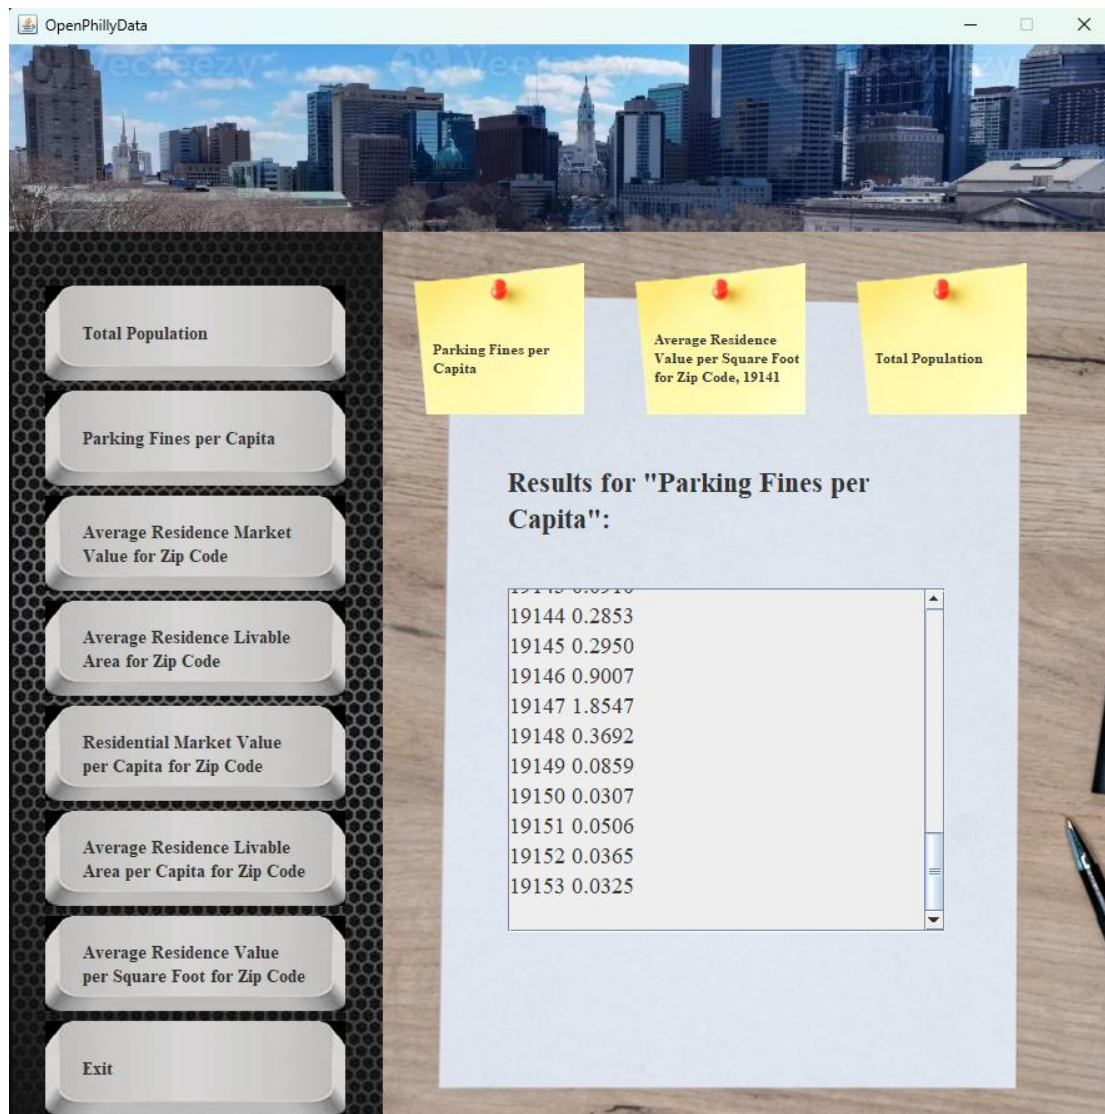 OpenPhillyData
Vecteezy
Vecteezy
Vecteezy
Total Population
Parking Fines per Capita
Average Residence Market
Value for Zip Code
Average Residence Livable
Area for Zip Code
Residential Market Value
per Capita for Zip Code
Average Residence Livable
Area per Capita for Zip Code
Average Residence Value
per Square Foot for Zip Code
Exit
Parking Fines per
Capita
Average Residence
Value per Square Foot
for Zip Code, 19141
Total Population
Results for "Parking Fines per
Capita":
19144 0.2853
19145 0.2950
19146 0.9007
19147 1.8547
19148 0.3692
19149 0.0859
19150 0.0307
19151 0.0506
19152 0.0365
19153 0.0325